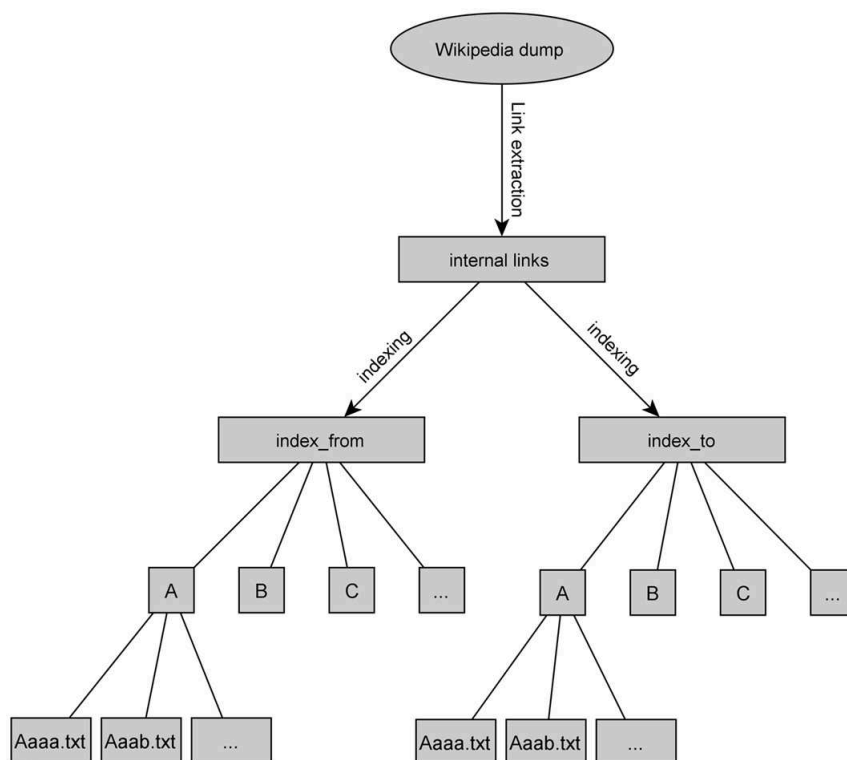 Wikipedia dump
Link extraction
internal links
indexing
indexing
index_from
index_to
A
B
C
...
A
B
C
...
Aaaa.txt
Aaab.txt
...
Aaaa.txt
Aaab.txt
...